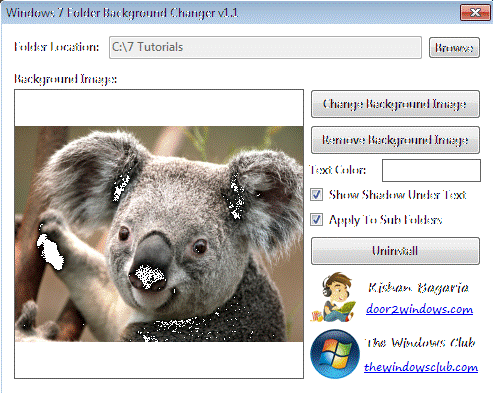 Windows 7 Folder Background Changer v1.1
Folder Location:
C:\7 Tutorials
Browse
Background Image:
Change Background Image
Remove Background Image
Text Color:
Show Shadow Under Text
Apply To Sub Folders
Uninstall
Kishan Bagaria
door2windows.com
The Windows Club
thewindowsclub.com